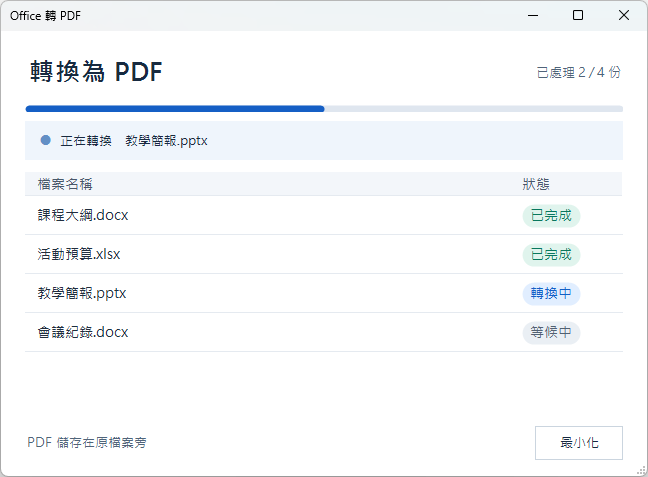 Office 轉 PDF
轉換為 PDF
已處理 2 / 4 份
正在轉換 教學簡報.pptx
檔案名稱 狀態
課程大綱.docx 已完成
活動預算.xlsx 已完成
教學簡報.pptx 轉換中
會議紀錄.docx 等候中
PDF 儲存在原檔案旁
最小化